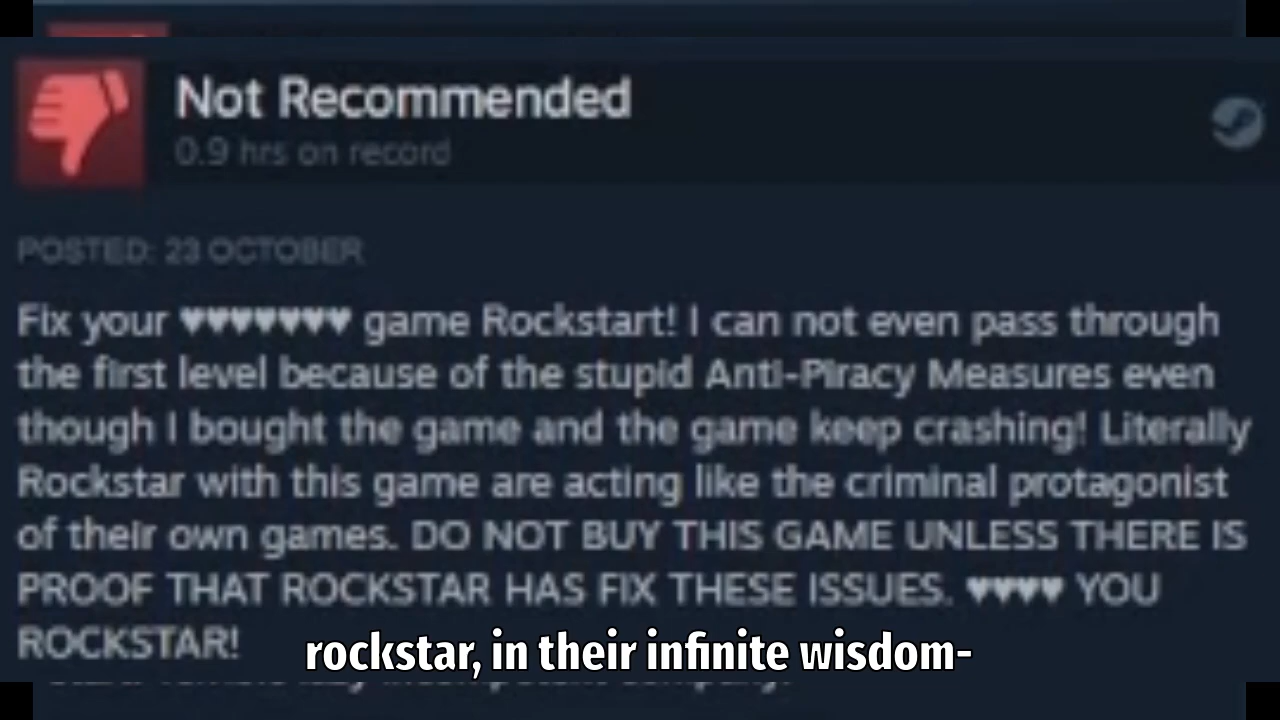 Not Recommended
0.9 hrs on record
POSTED: 23 OCTOBER
Fix your ♥♥♥♥♥♥♥ game Rockstart! I can not even pass through
the first level because of the stupid Anti-Piracy Measures even
though I bought the game and the game keep crashing! Literally
Rockstar with this game are acting like the criminal protagonist
of their own games. DO NOT BUY THIS GAME UNLESS THERE IS
PROOF THAT ROCKSTAR HAS FIX THESE ISSUES. ♥♥♥♥ YOU
ROCKSTAR!
rockstar, in their infinite wisdom-